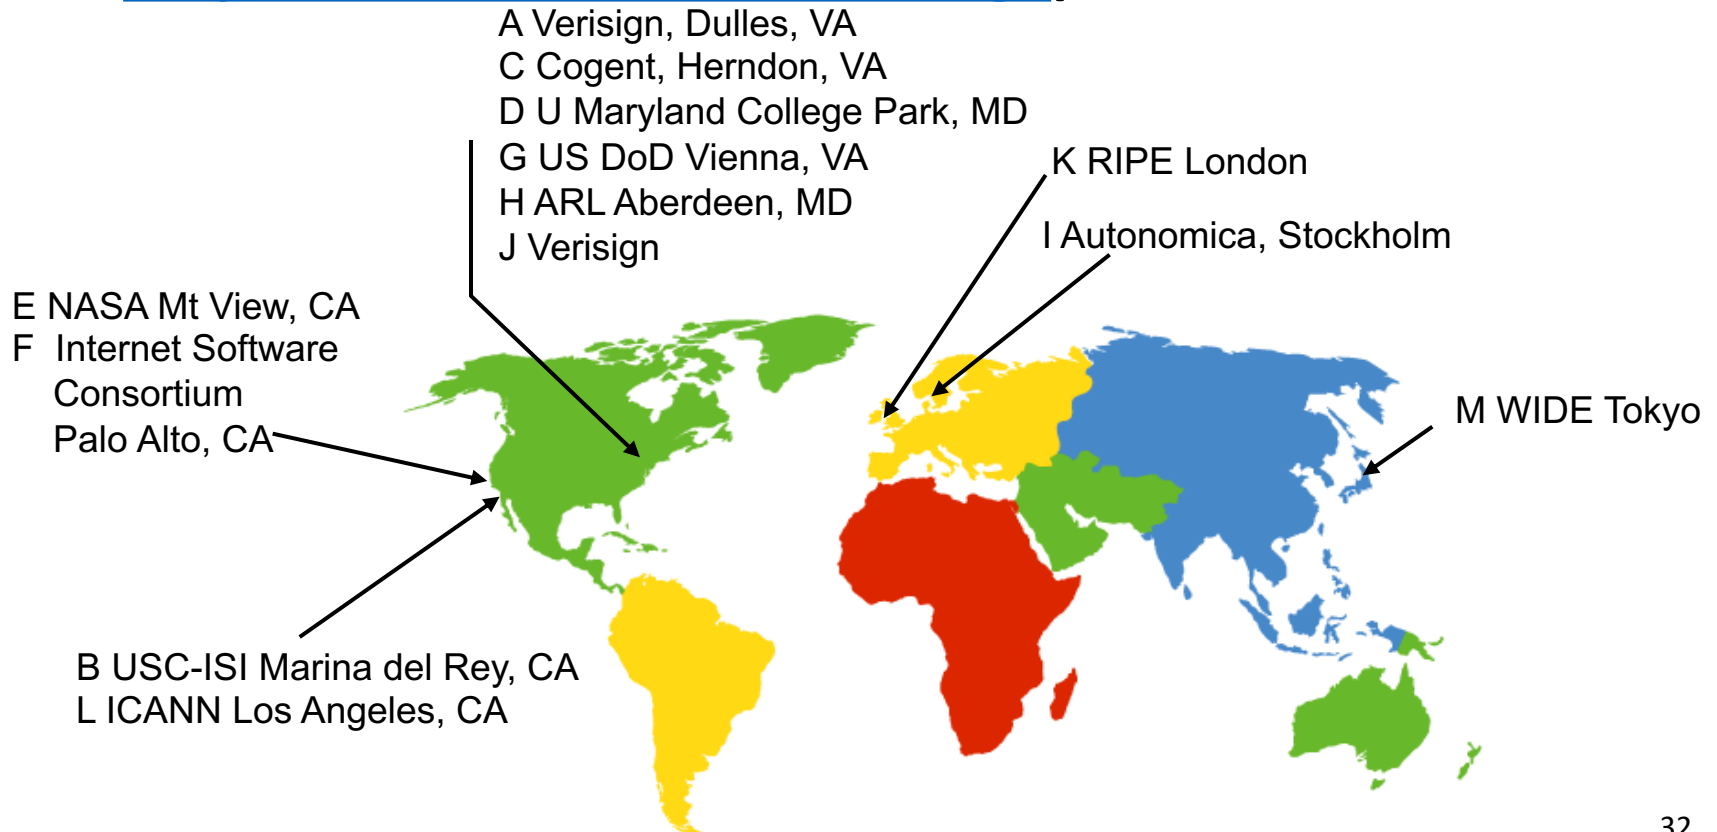 A Verisign, Dulles, VA
C Cogent, Herndon, VA
D U Maryland College Park, MD
G US DoD Vienna, VA
H ARL Aberdeen, MD
J Verisign
K RIPE London
I Autonomica, Stockholm
E NASA Mt View, CA
F Internet Software
Consortium
Palo Alto, CA
M WIDE Tokyo
B USC-ISI Marina del Rey, CA
L ICANN Los Angeles, CA
32